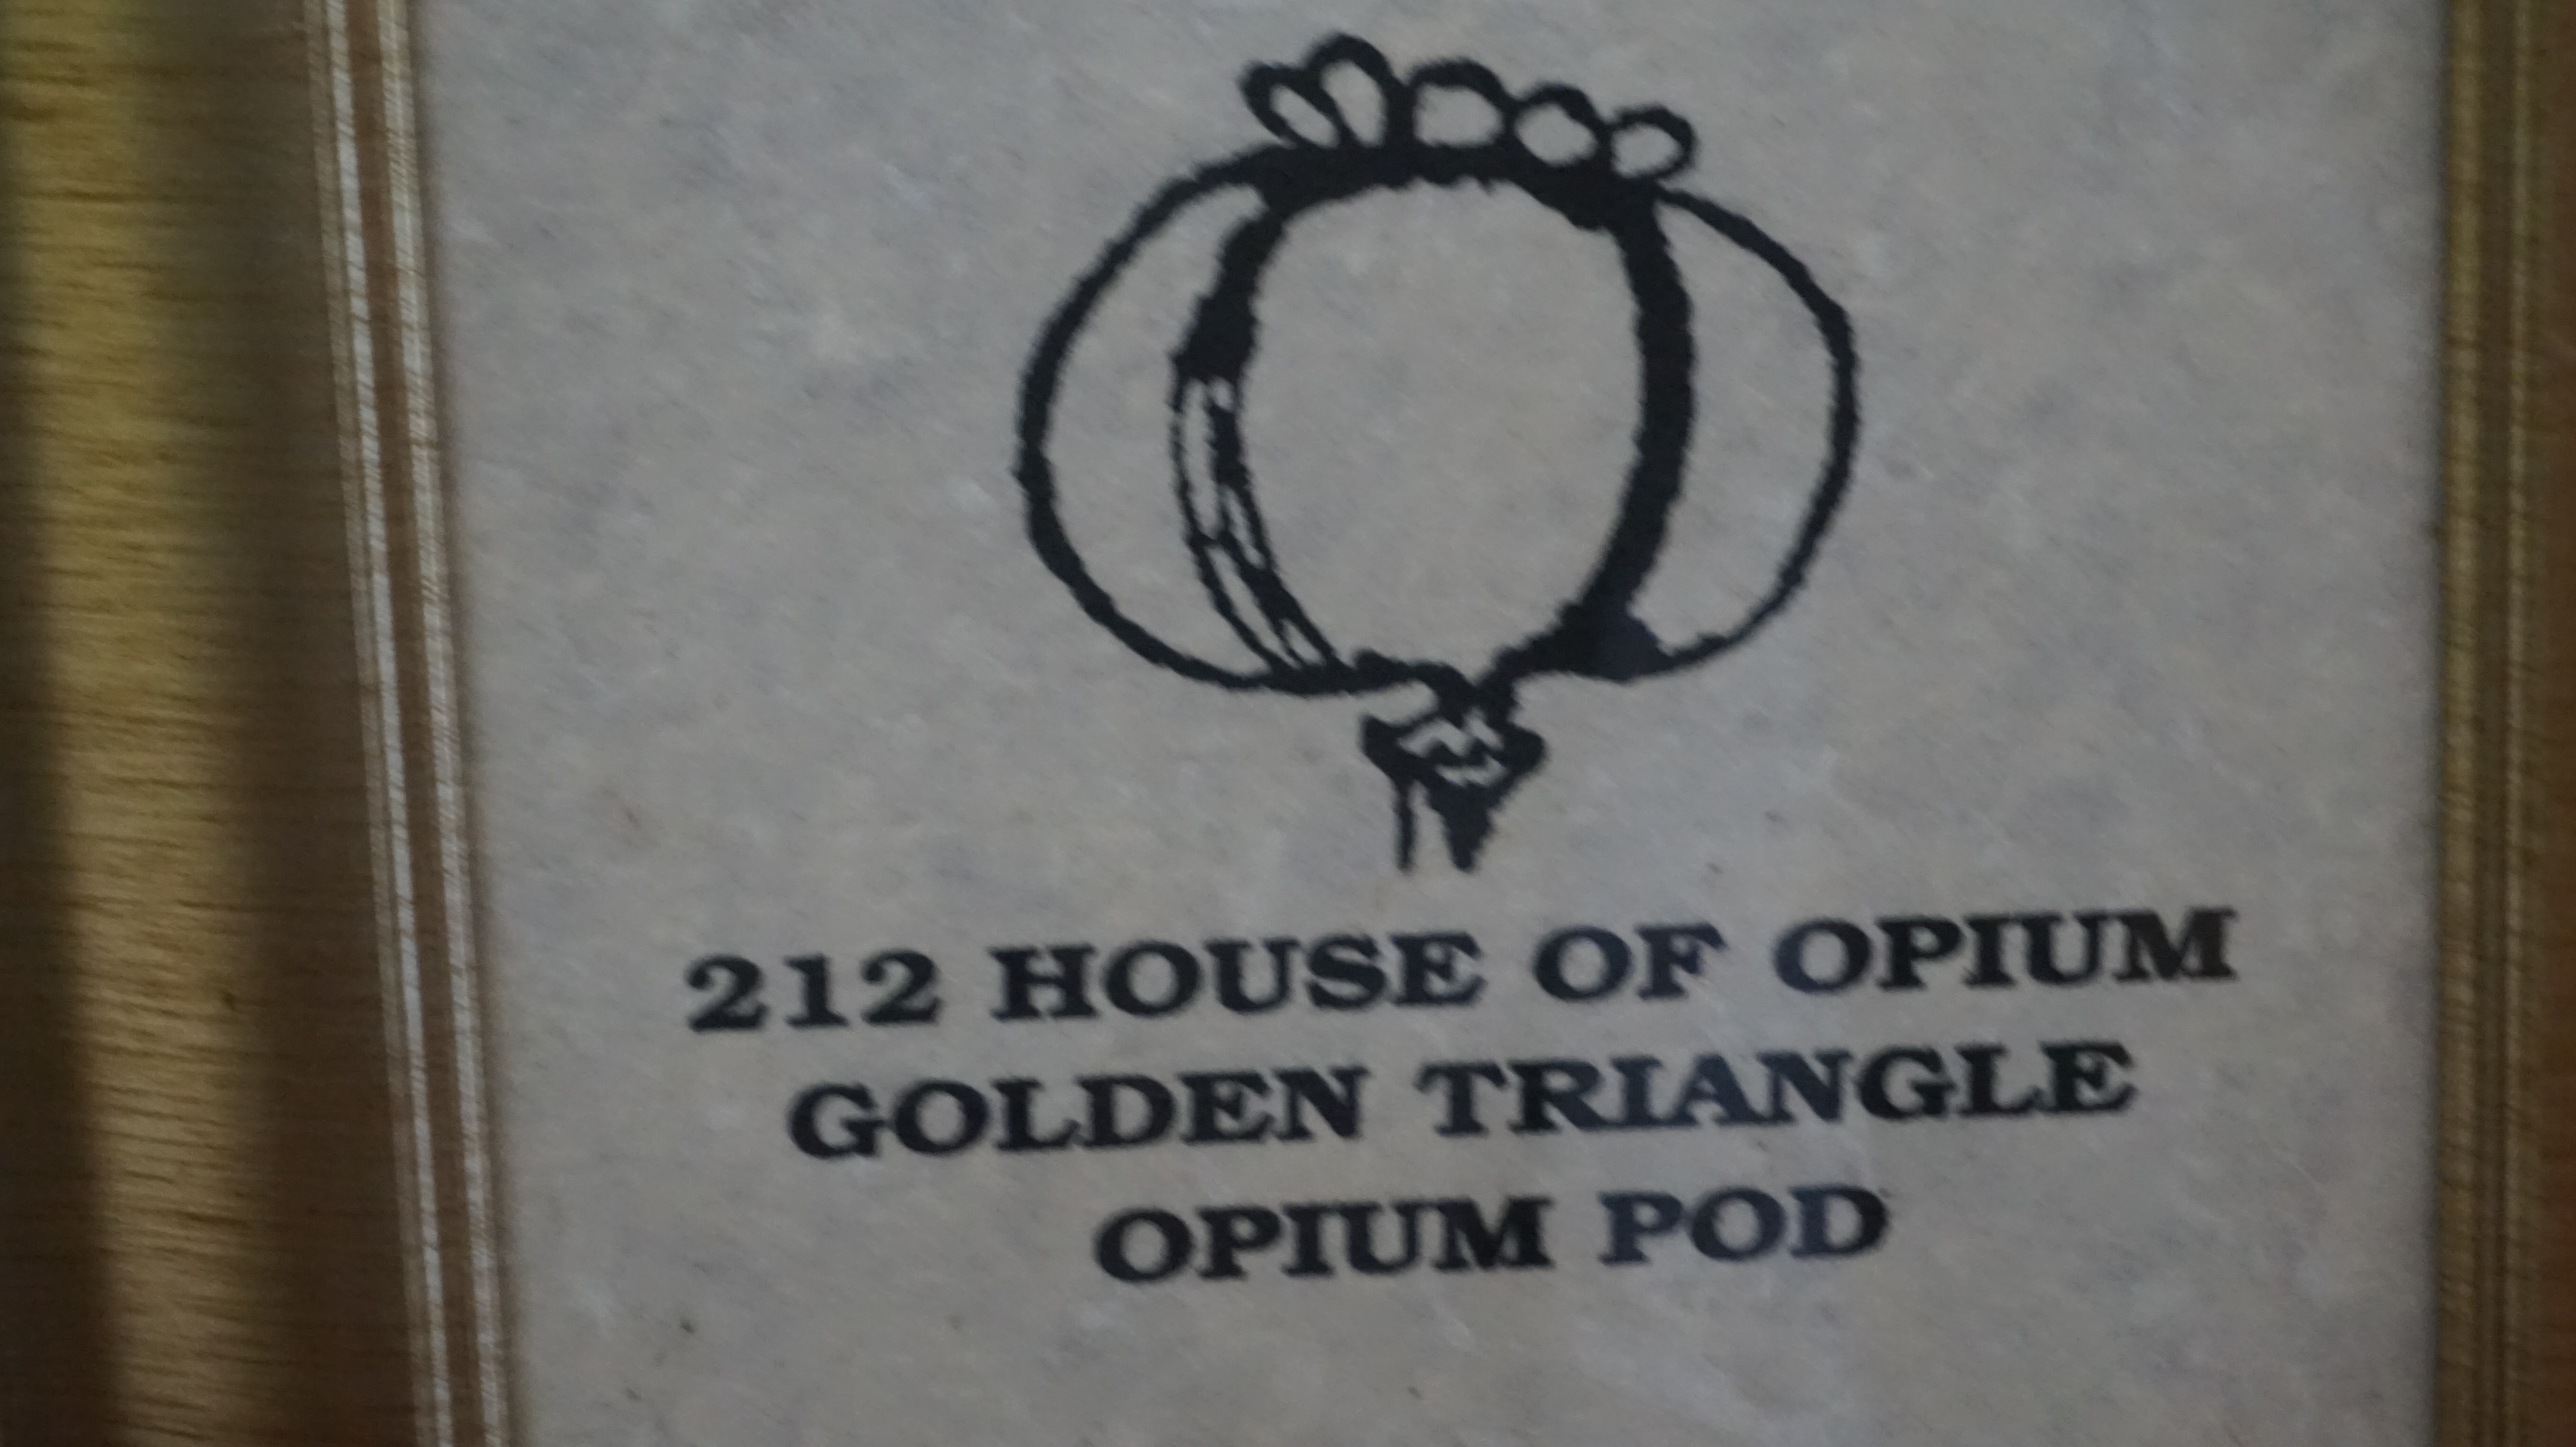 212 HOUSE OF OPIUM
GOLDEN TRIANGLE
OPIUM POD